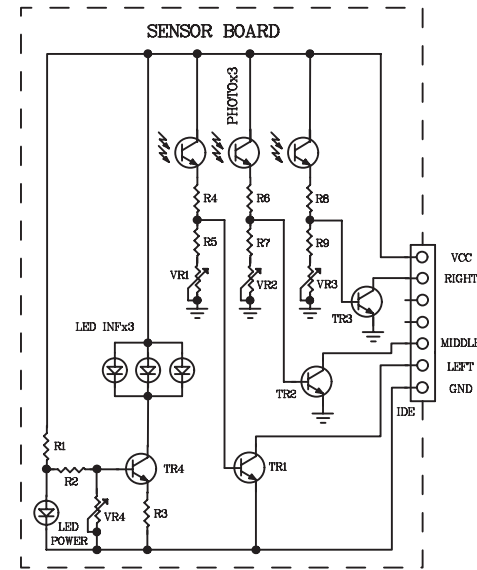 SENSOR BOARD
PHOTOx3
R4
R6
R8
R5
R7
R9
VR1
VR2
VR3
VCC
RIGHT
TR3
LED INFx3
MIDDLE
LEFT
TR2
GND
IDE
R1
R2
TR4
TR1
VR4
R3
LED
POWER